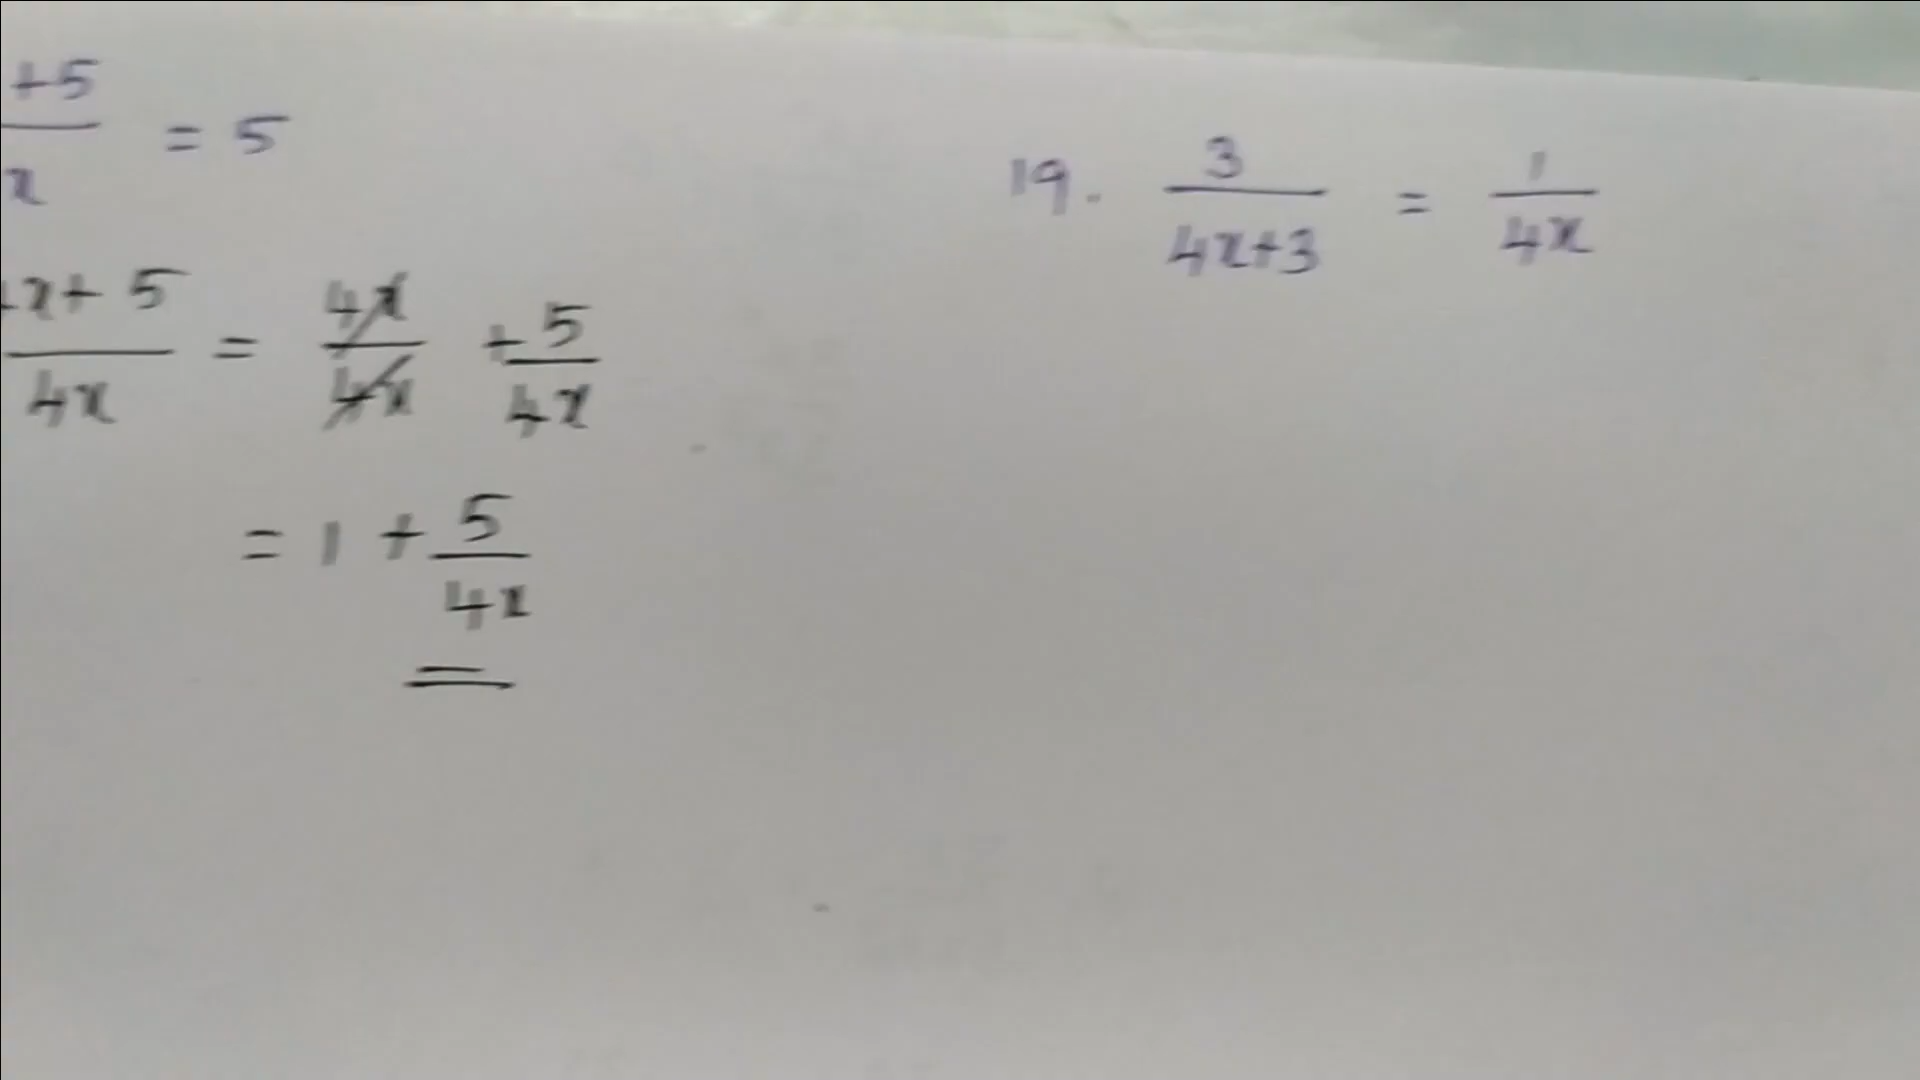 +5/x = 5
x+5/4x = 4x/4x + 5/4x
= 1 + 5/4x
19. 3/4x+3 = 1/4x